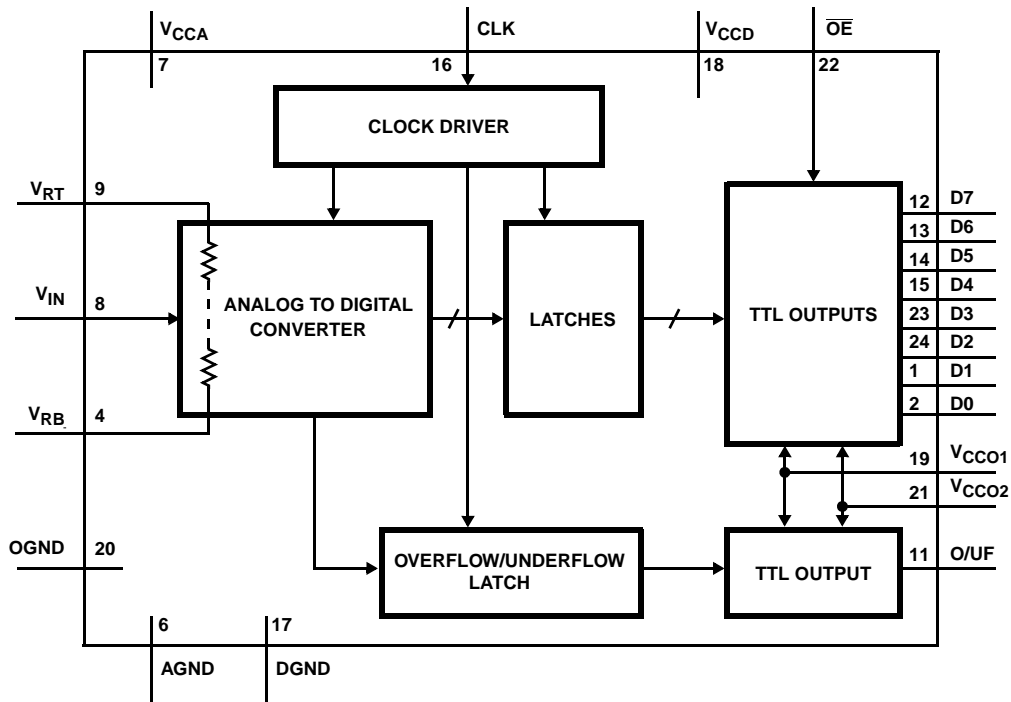 VCCA
7
CLK
16
VCCD
18
OE
22
CLOCK DRIVER
VRT
9
VIN
8
VRB
4
ANALOG TO DIGITAL
CONVERTER
LATCHES
TTL OUTPUTS
12 D7
13 D6
14 D5
15 D4
23 D3
24 D2
1 D1
2 D0
19 VCCO1
21 VCCO2
OGND 20
OVERFLOW/UNDERFLOW
LATCH
TTL OUTPUT
11 O/UF
6
AGND
17
DGND